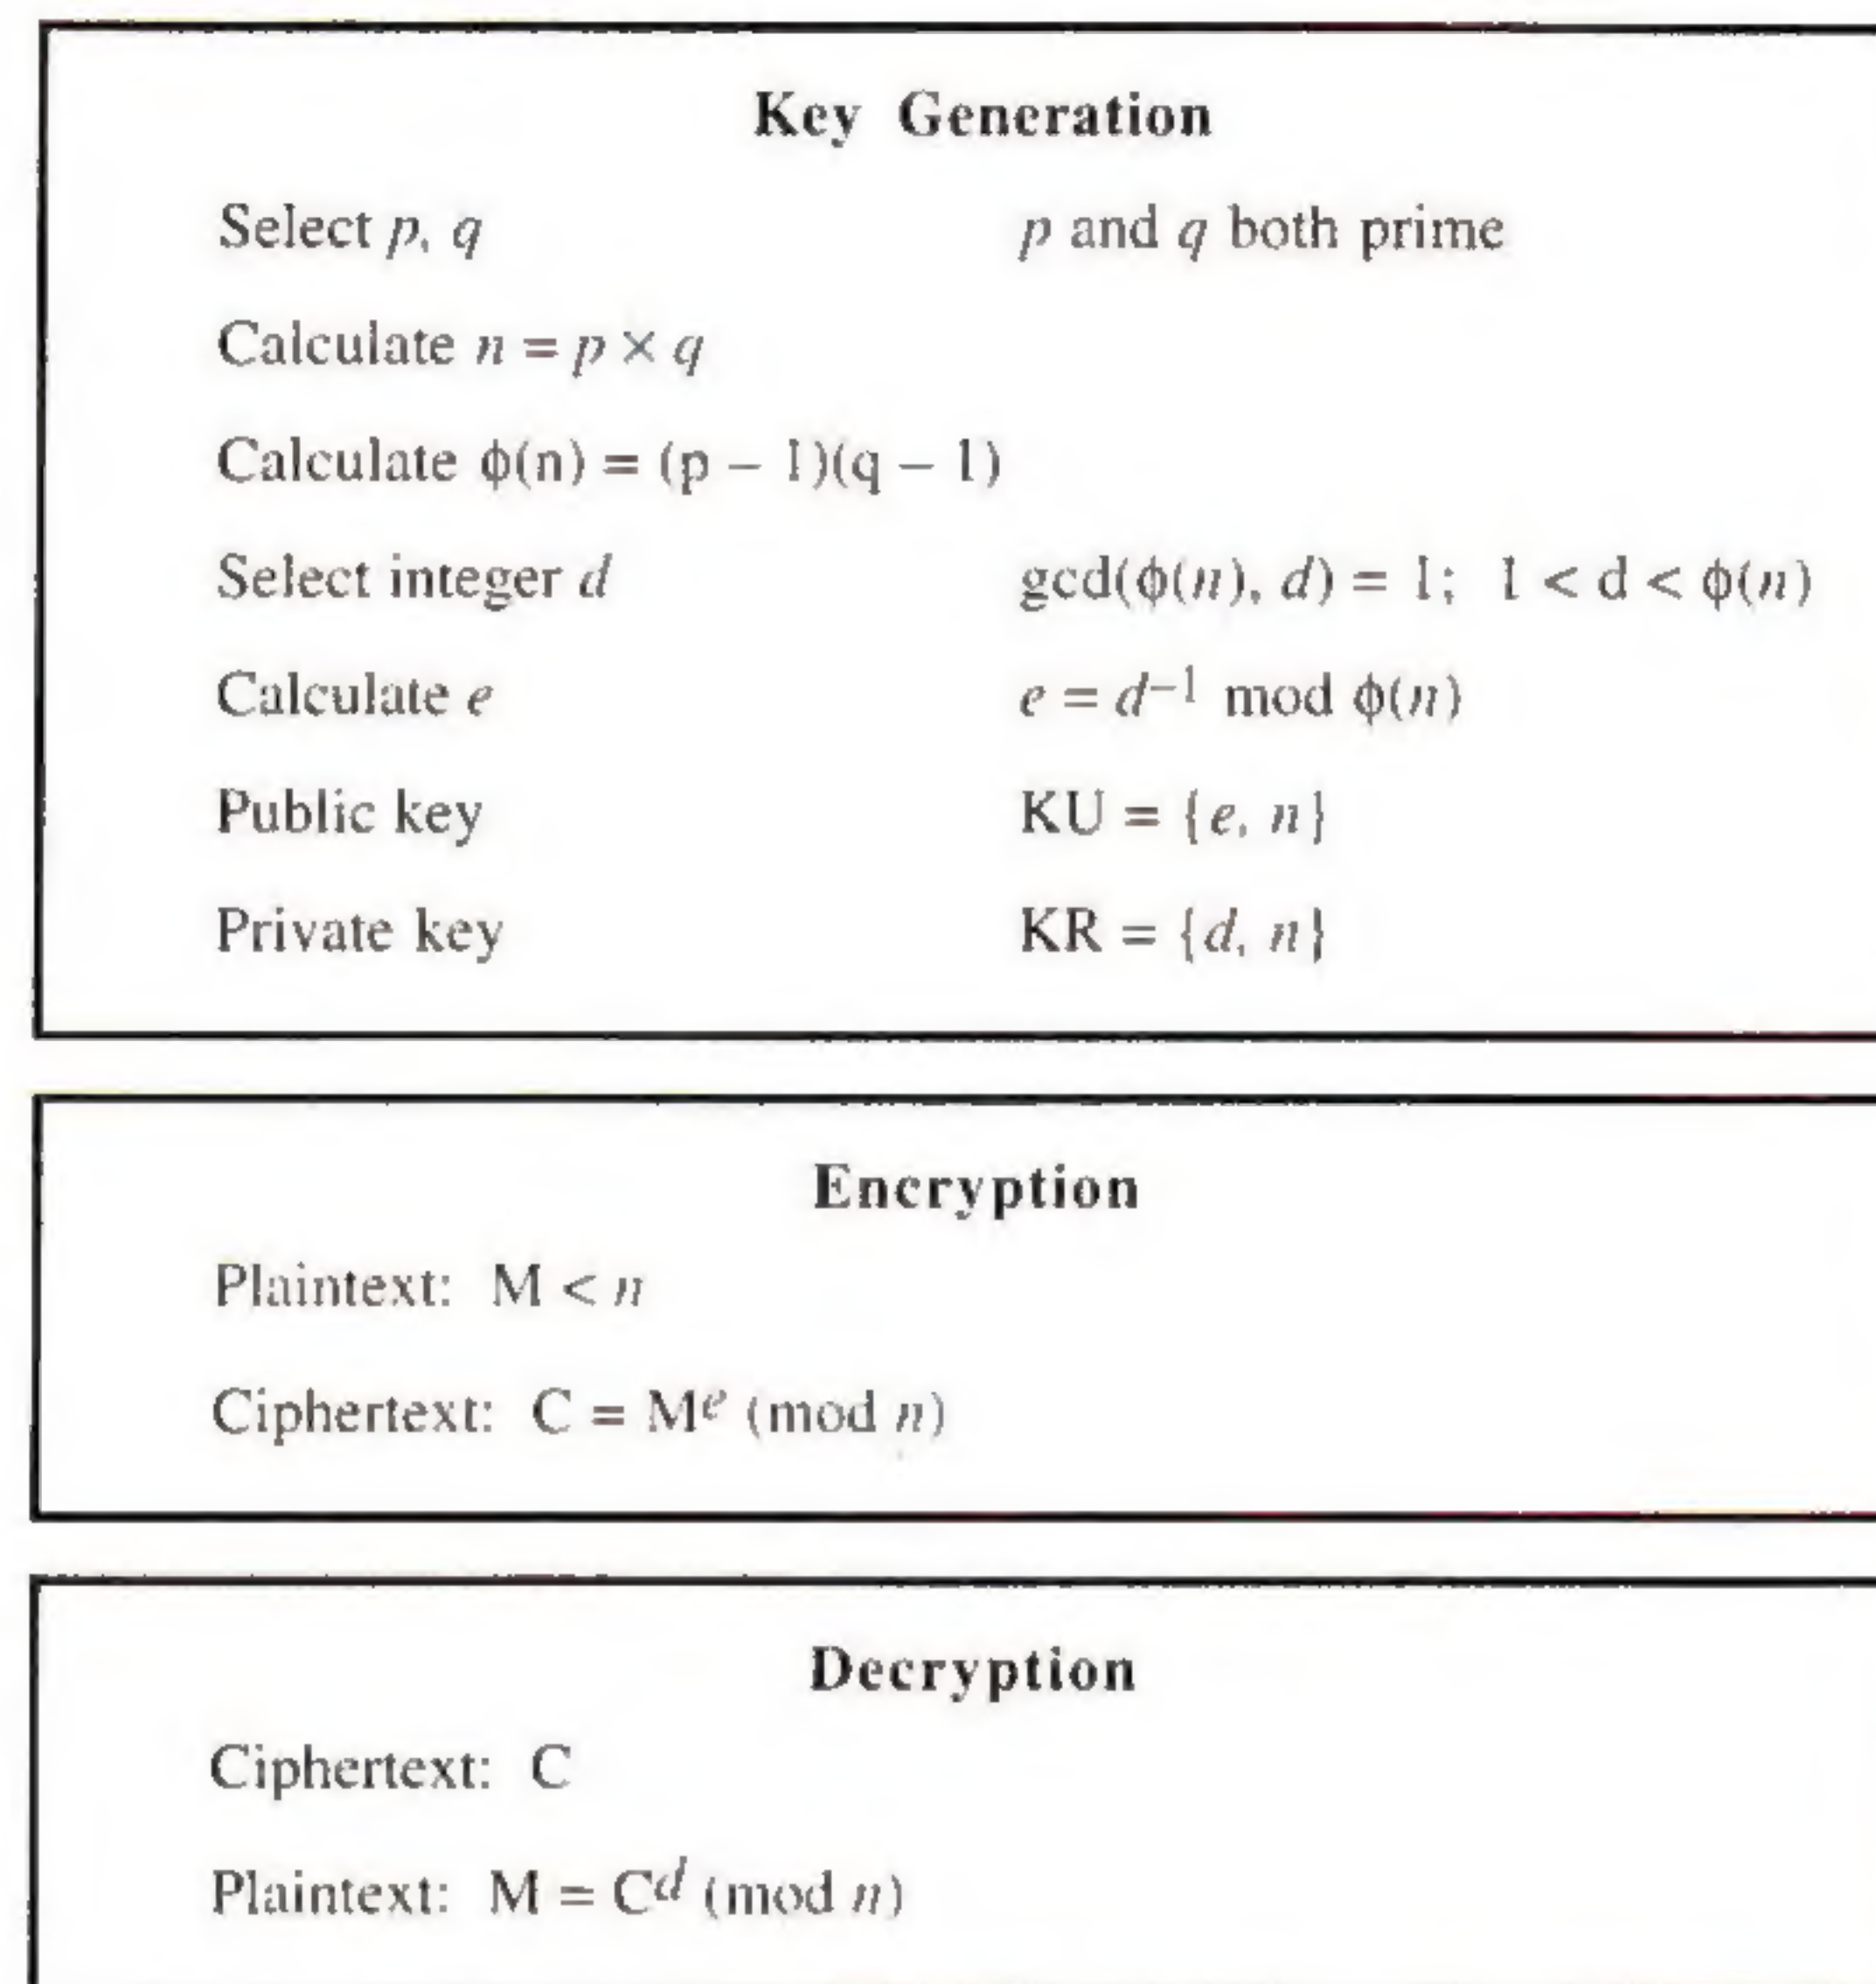 Key Generation
Select p, q p and q both prime
Calculate n = p × q
Calculate ϕ(n) = (p – 1)(q – 1)
Select integer d gcd(ϕ(n), d) = 1; 1 < d < ϕ(n)
Calculate e e = d⁻¹ mod ϕ(n)
Public key KU = {e, n}
Private key KR = {d, n}
Encryption
Plaintext: M < n
Ciphertext: C = Mᵉ (mod n)
Decryption
Ciphertext: C
Plaintext: M = Cᵈ (mod n)